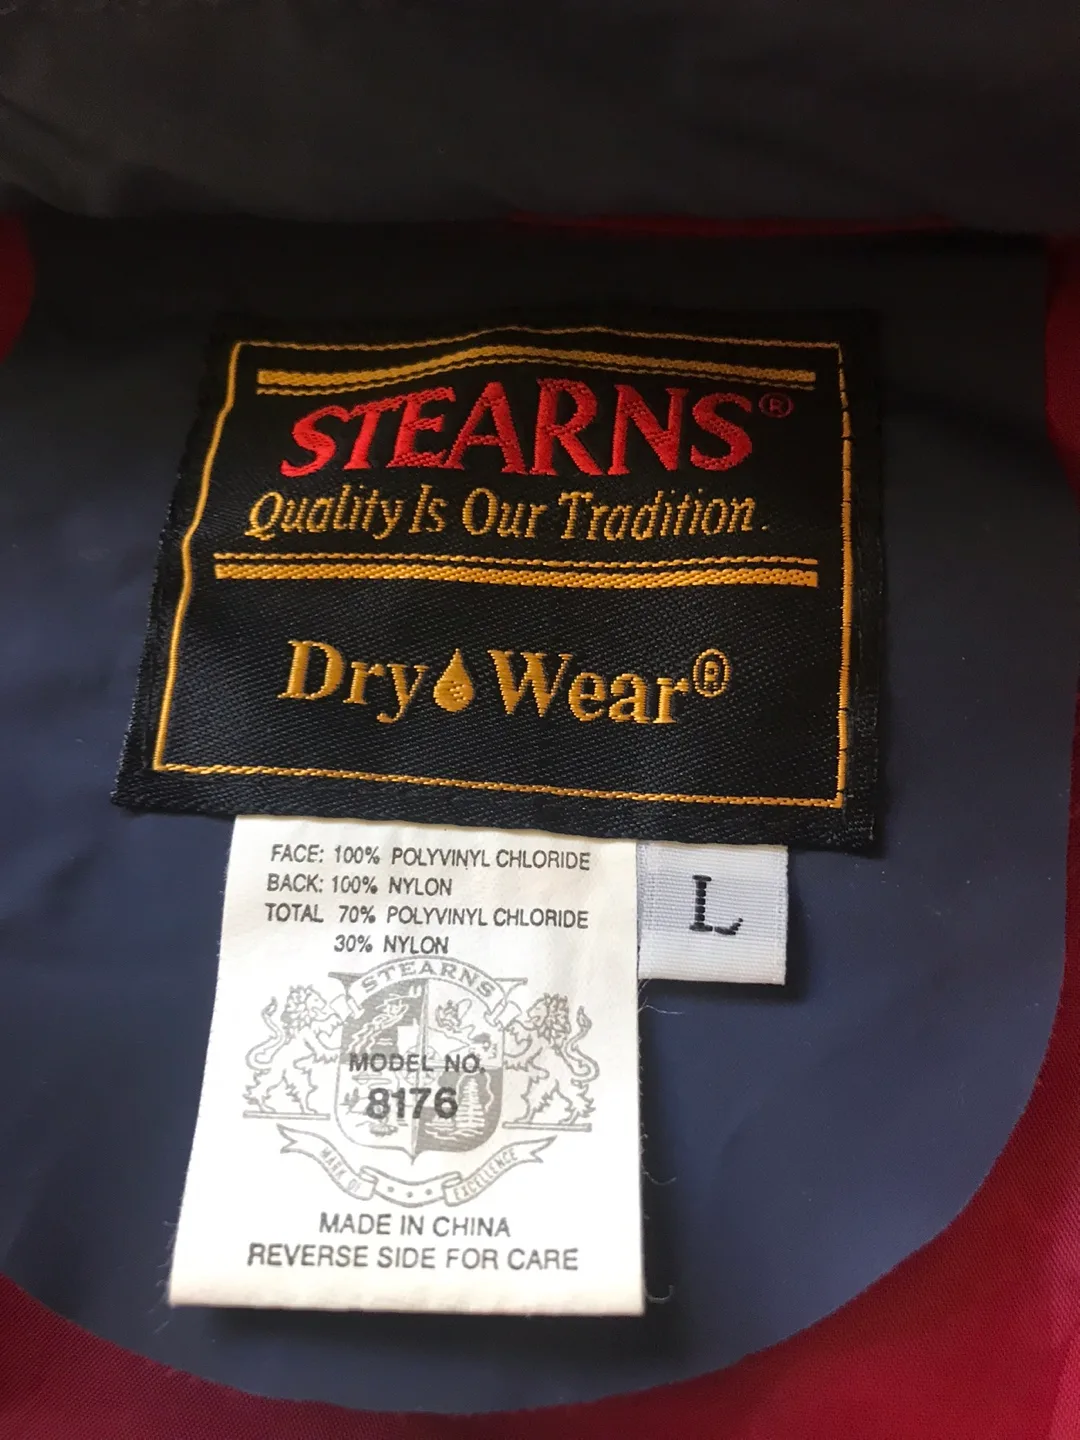 STEARNS®
Quality Is Our Tradition.
Dry Wear®
FACE: 100% POLYVINYL CHLORIDE
BACK: 100% NYLON
TOTAL 70% POLYVINYL CHLORIDE
30% NYLON
L
STEARNS
MODEL NO.
8176
MARK OF EXCELLENCE
MADE IN CHINA
REVERSE SIDE FOR CARE